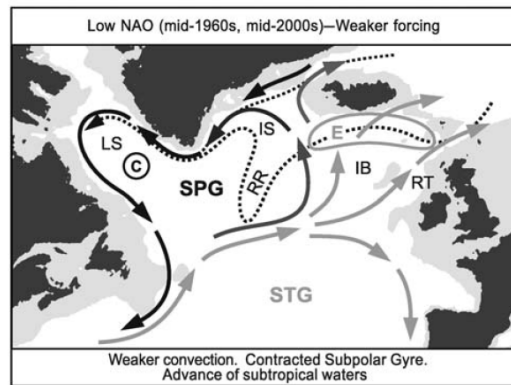 Low NAO (mid-1960s, mid-2000s)—Weaker forcing
LS
IS
E
C
SPG
RR
IB
RT
STG
Weaker convection. Contracted Subpolar Gyre.
Advance of subtropical waters